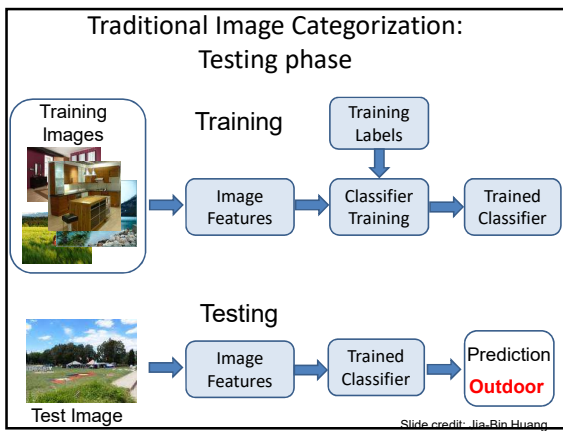 Traditional Image Categorization:
Testing phase
Training
Images
Training
Training
Labels
Image
Features
Classifier
Training
Trained
Classifier
Testing
Image
Features
Trained
Classifier
Prediction
Outdoor
Test Image
Slide credit: Jia-Bin Huang